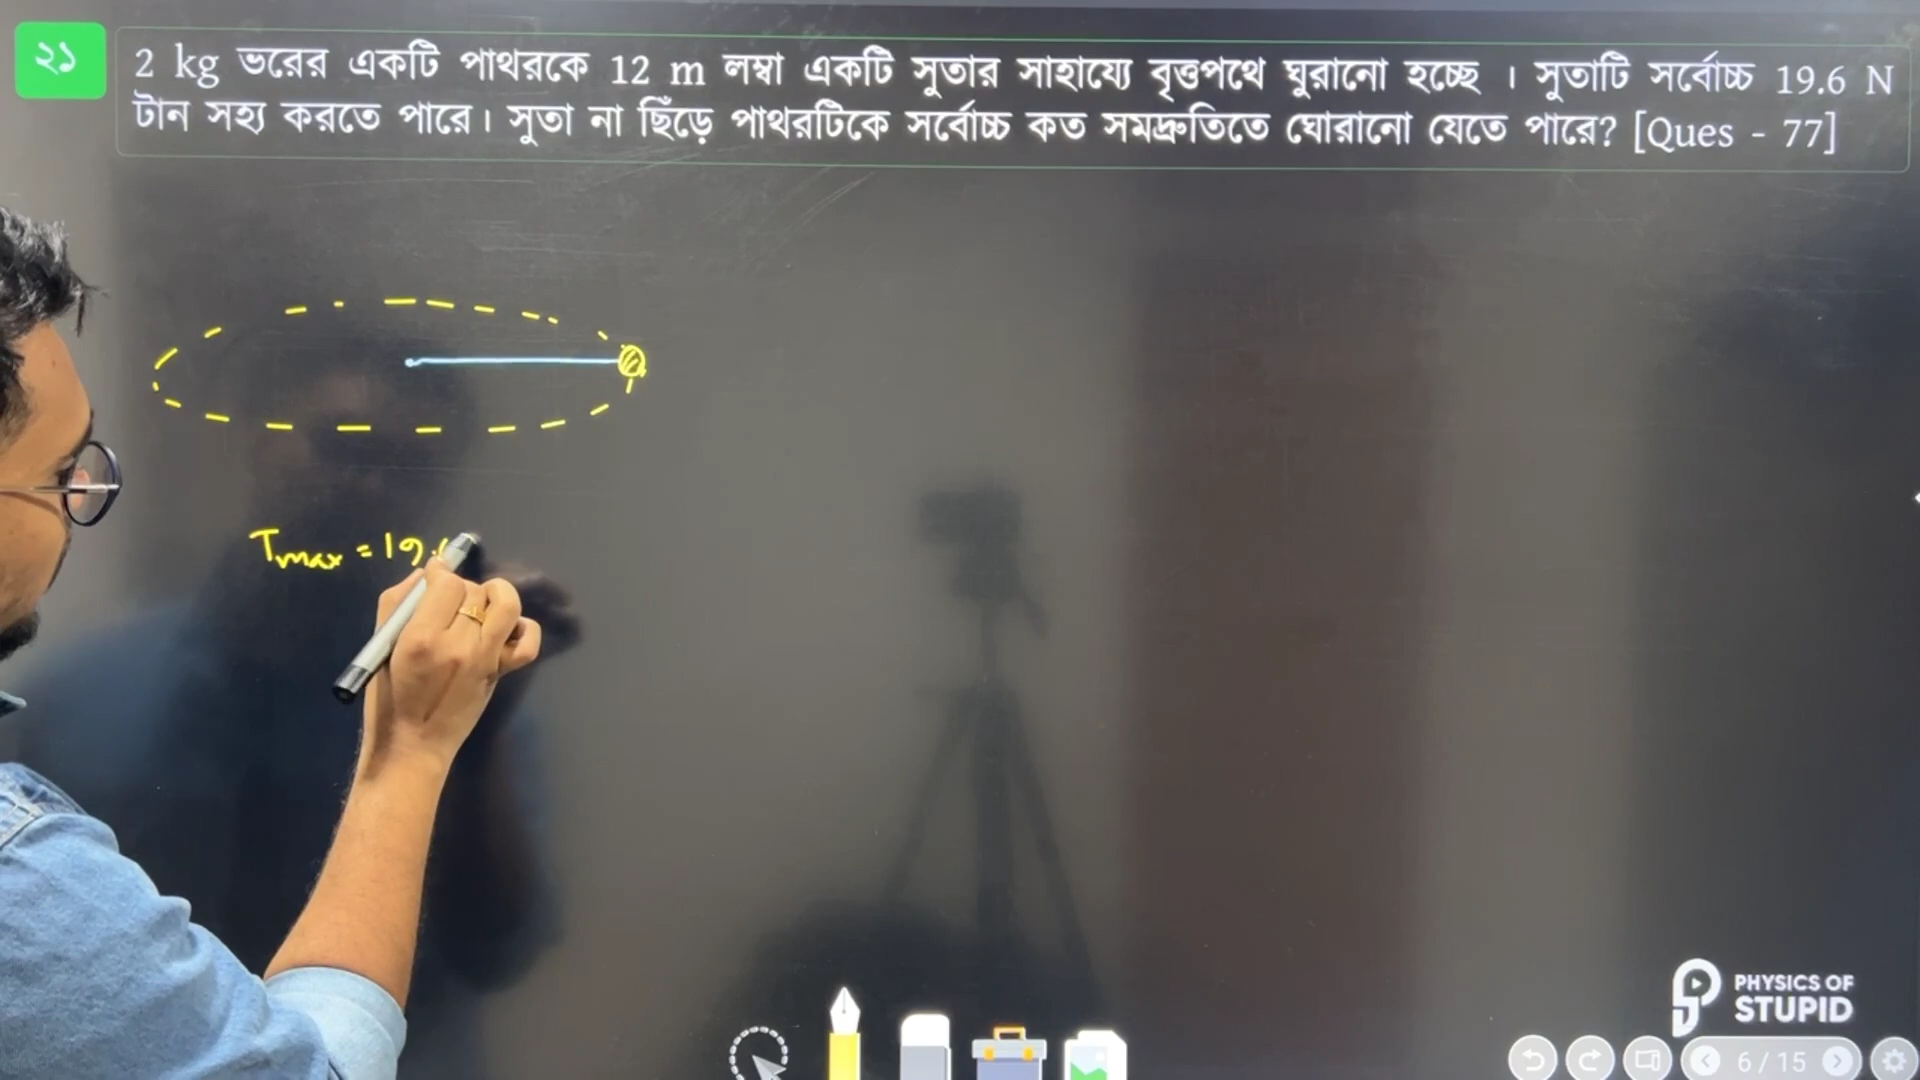 ২১
2 kg ভরের একটি পাথরকে 12 m লম্বা একটি সুতার সাহায্যে বৃত্তপথে ঘুরানো হচ্ছে । সুতাটি সর্বোচ্চ 19.6 N
টান সহ্য করতে পারে। সুতা না ছিঁড়ে পাথরটিকে সর্বোচ্চ কত সমদ্রুতিতে ঘোরানো যেতে পারে? [Ques - 77]
Tmax = 19.
PHYSICS OF
STUPID
6 / 15